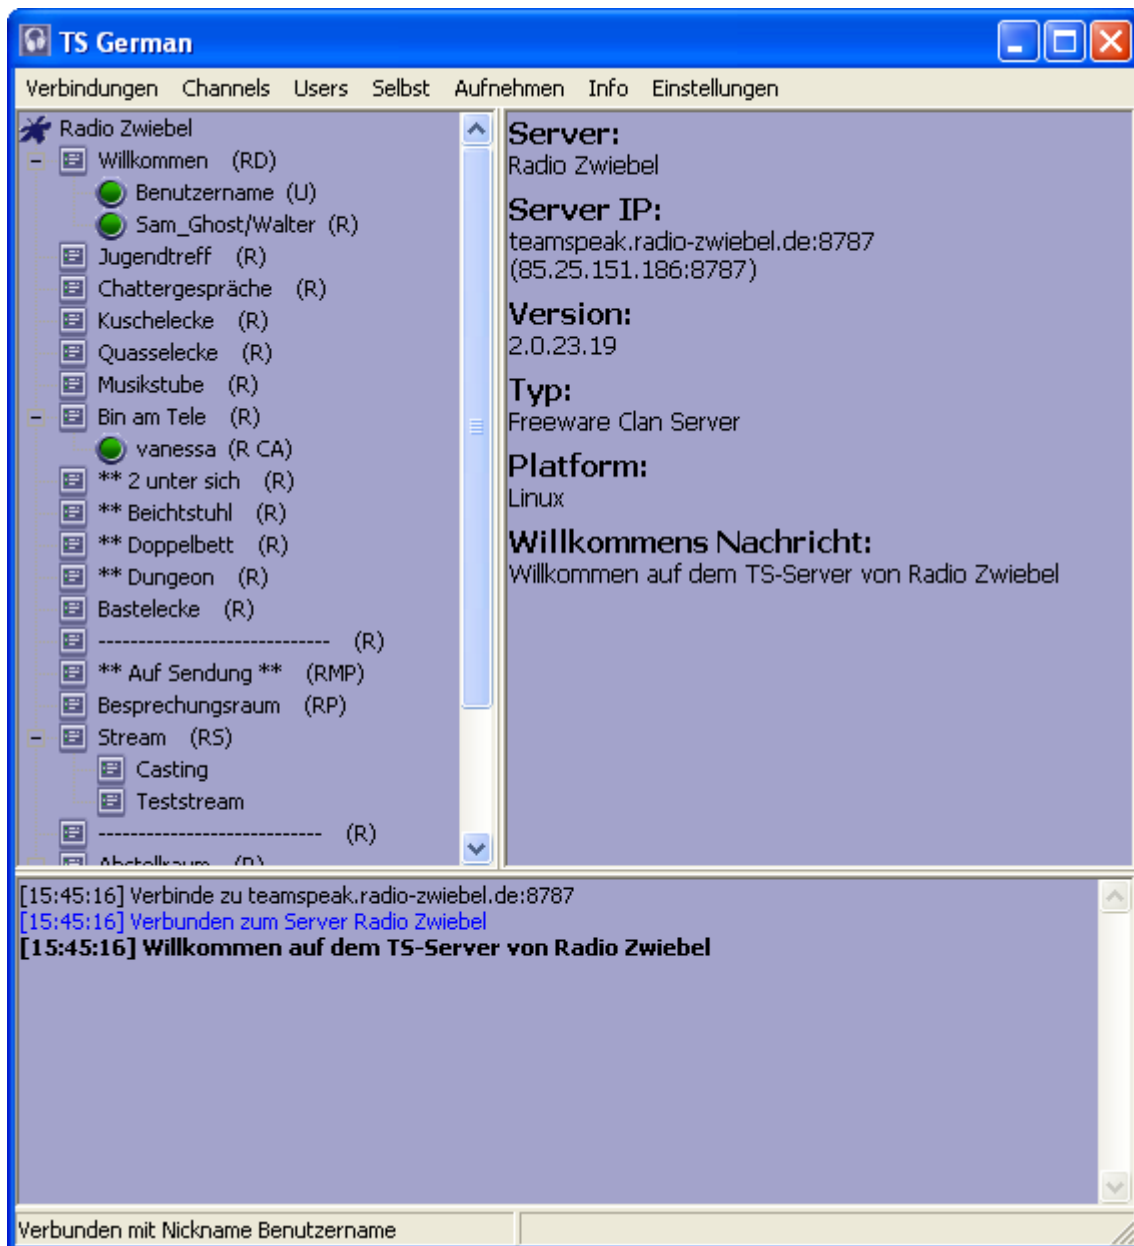 TS German
Verbindungen Channels Users Selbst Aufnehmen Info Einstellungen
Radio Zwiebel
Willkommen (RD)
Benutzername (U)
Sam_Ghost/Walter (R)
Jugendtreff (R)
Chattergespräche (R)
Kuschelecke (R)
Quasselecke (R)
Musikstube (R)
Bin am Tele (R)
vanessa (R CA)
** 2 unter sich (R)
** Beichtstuhl (R)
** Doppelbett (R)
** Dungeon (R)
Bastelecke (R)
----------------------------- (R)
** Auf Sendung ** (RMP)
Besprechungsraum (RP)
Stream (RS)
Casting
Teststream
---------------------------- (R)
Abstellraum (R)
Server:
Radio Zwiebel
Server IP:
teamspeak.radio-zwiebel.de:8787
(85.25.151.186:8787)
Version:
2.0.23.19
Typ:
Freeware Clan Server
Platform:
Linux
Willkommens Nachricht:
Willkommen auf dem TS-Server von Radio Zwiebel
[15:45:16] Verbinde zu teamspeak.radio-zwiebel.de:8787
[15:45:16] Verbunden zum Server Radio Zwiebel
[15:45:16] Willkommen auf dem TS-Server von Radio Zwiebel
Verbunden mit Nickname Benutzername